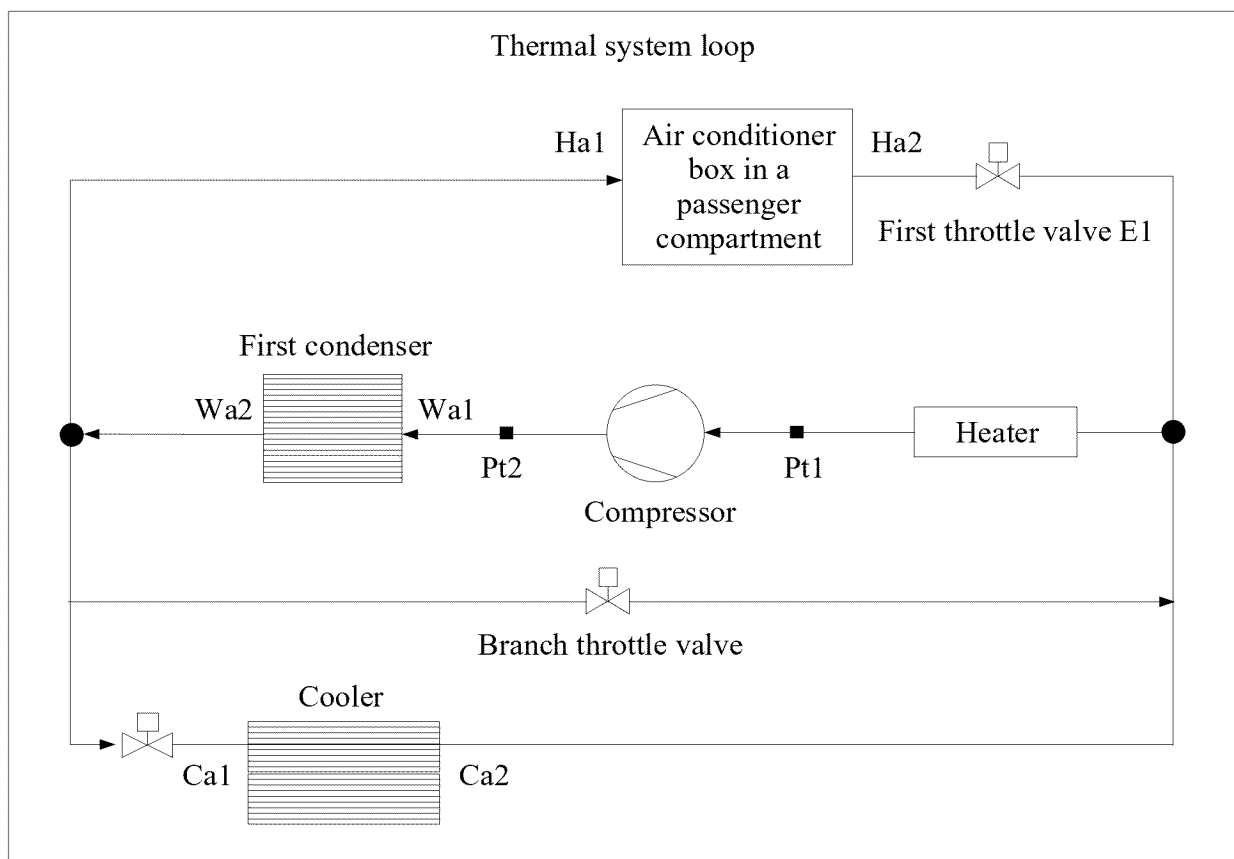 Thermal system loop
Ha1
Air conditioner
box in a
passenger
compartment
Ha2
First throttle valve E1
First condenser
Wa2
Wa1
Pt2
Compressor
Pt1
Heater
Branch throttle valve
Cooler
Ca1
Ca2